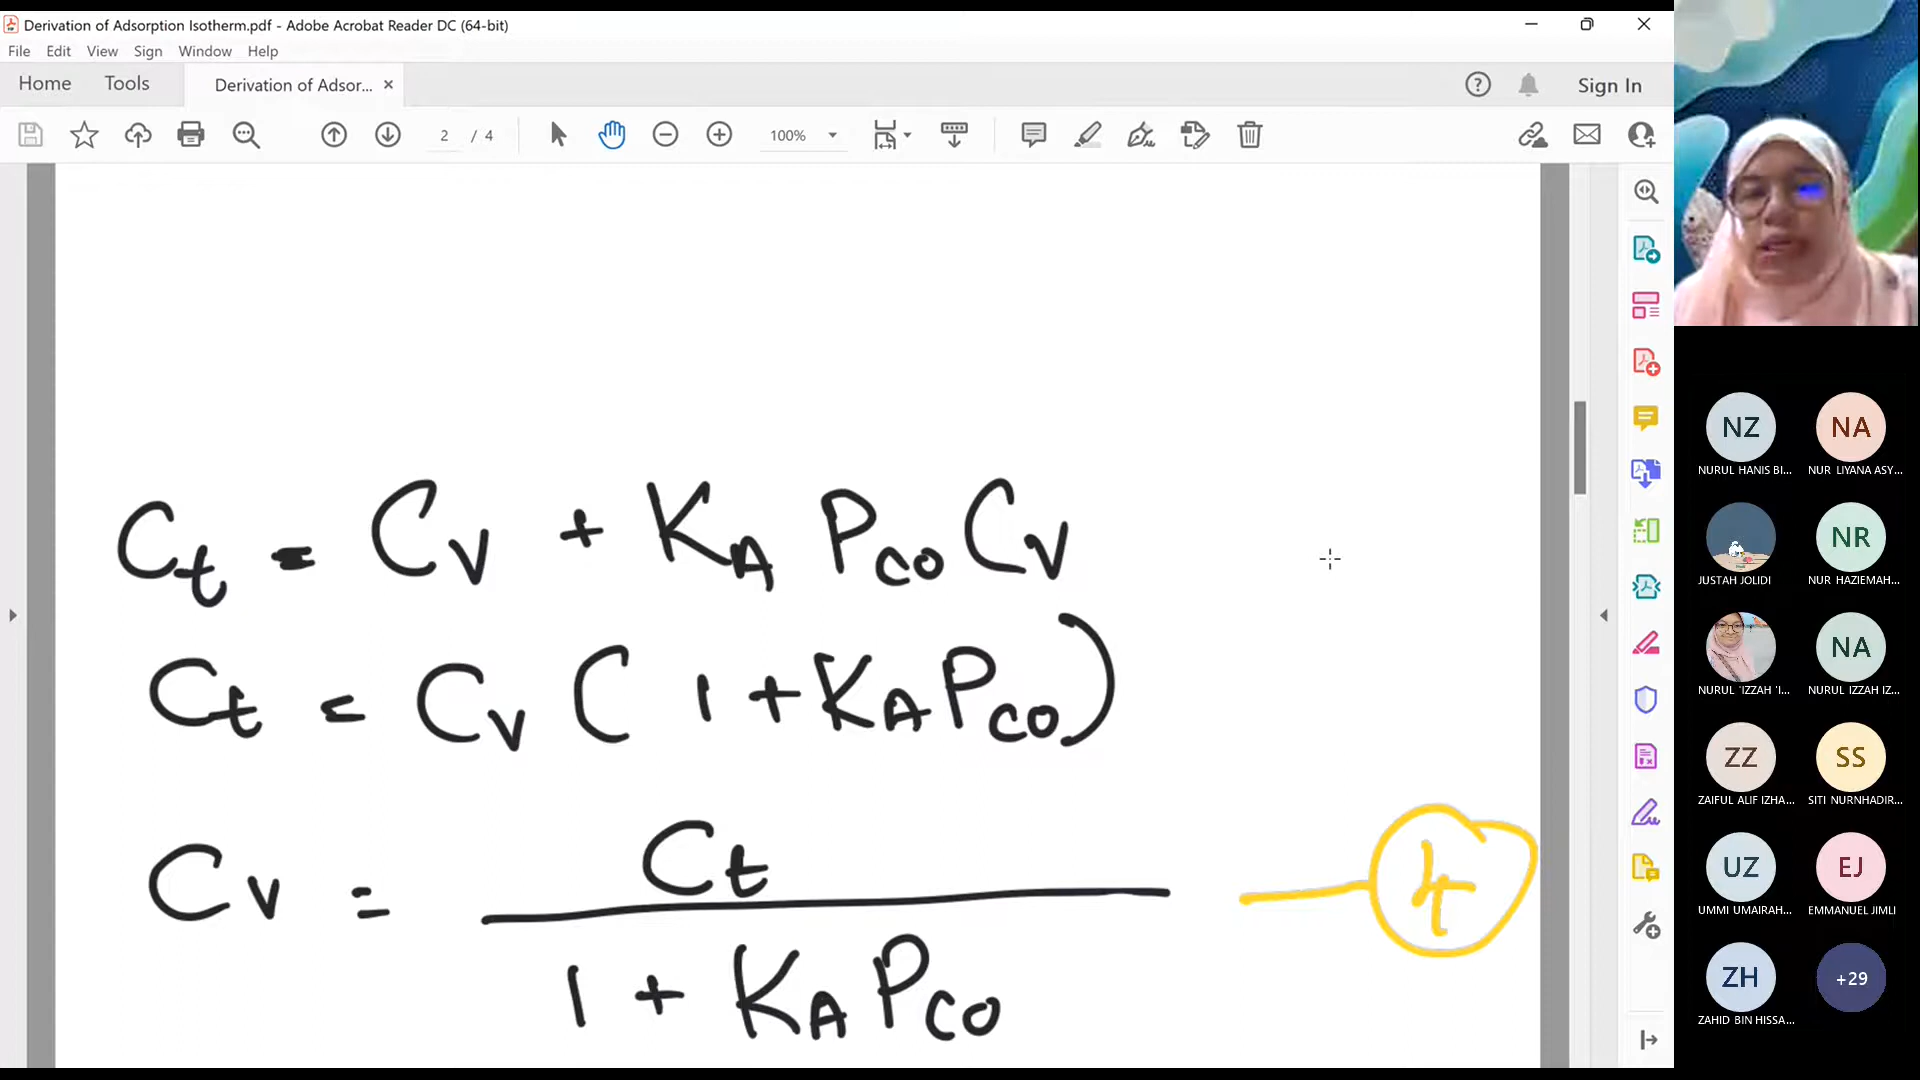 Derivation of Adsorption Isotherm.pdf - Adobe Acrobat Reader DC (64-bit)
File Edit View Sign Window Help
Home Tools Derivation of Adsor... × Sign In
2 / 4 100%
Ct = Cv + KA PCO Cv
Ct = Cv ( 1 + KA PCO )
Cv = Ct
1 + KA PCO
4
NZ NA
NURUL HANIS BI... NUR LIYANA ASY...
NR
JUSTAH JOLIDI NUR HAZIEMAH...
NA
NURUL 'IZZAH 'I... NURUL IZZAH IZ...
ZZ SS
ZAIFUL ALIF IZHA... SITI NURNHADIR...
UZ EJ
UMMI UMAIRAH... EMMANUEL JIMLI
ZH +29
ZAHID BIN HISSA...